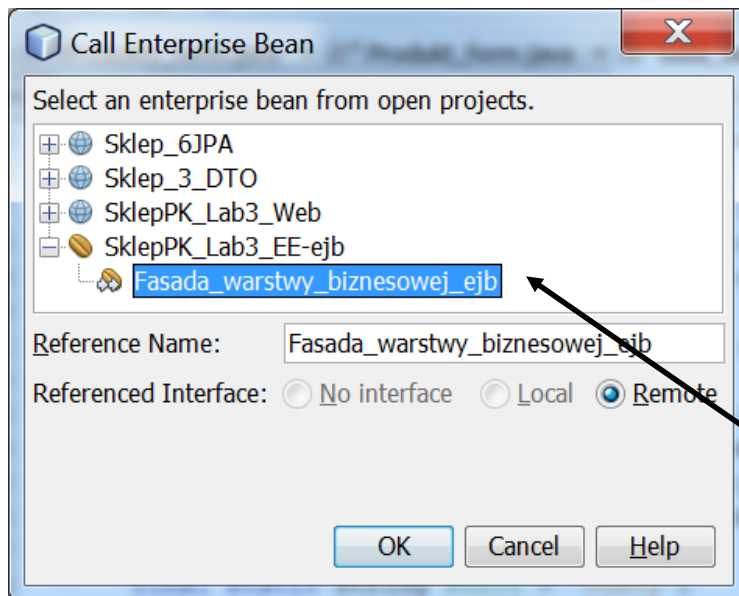 Call Enterprise Bean
Select an enterprise bean from open projects.
Sklep_6JPA
Sklep_3_DTO
SklepPK_Lab3_Web
SklepPK_Lab3_EE-ejb
Fasada_warstwy_biznesowej_ejb
Reference Name: Fasada_warstwy_biznesowej_ejb
Referenced Interface: No interface Local Remote
OK Cancel Help